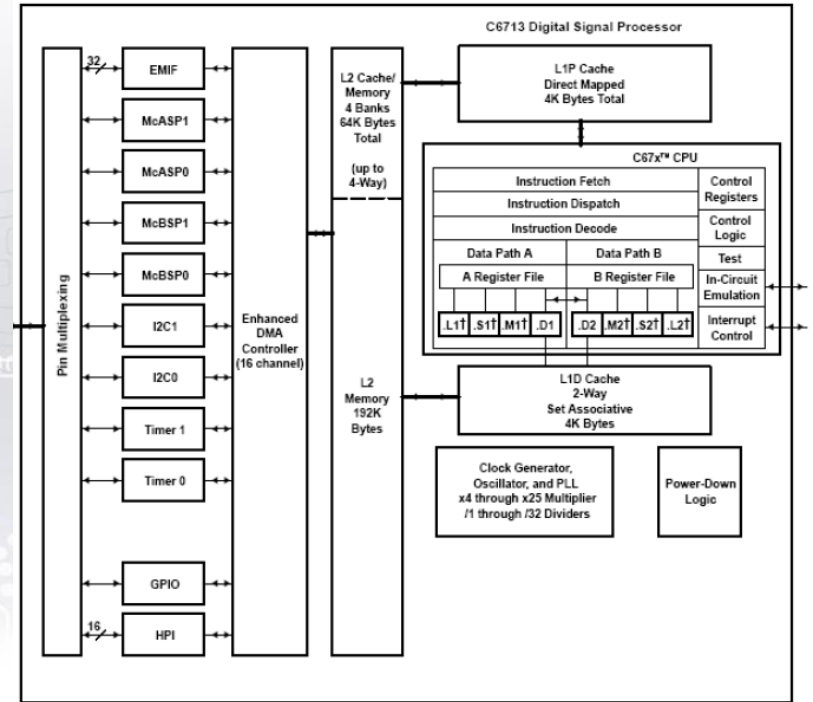 C6713 Digital Signal Processor
Pin Multiplexing
32
EMIF
McASP1
McASP0
McBSP1
McBSP0
I2C1
I2C0
Timer 1
Timer 0
GPIO
16
HPI
Enhanced
DMA
Controller
(16 channel)
L2 Cache/
Memory
4 Banks
64K Bytes
Total
(up to
4-Way)
L2
Memory
192K
Bytes
L1P Cache
Direct Mapped
4K Bytes Total
C67x™ CPU
Instruction Fetch
Instruction Dispatch
Instruction Decode
Data Path A
Data Path B
A Register File
B Register File
.L1† .S1† .M1† .D1
.D2 .M2† .S2† .L2†
Control
Registers
Control
Logic
Test
In-Circuit
Emulation
Interrupt
Control
L1D Cache
2-Way
Set Associative
4K Bytes
Clock Generator,
Oscillator, and PLL
x4 through x25 Multiplier
/1 through /32 Dividers
Power-Down
Logic